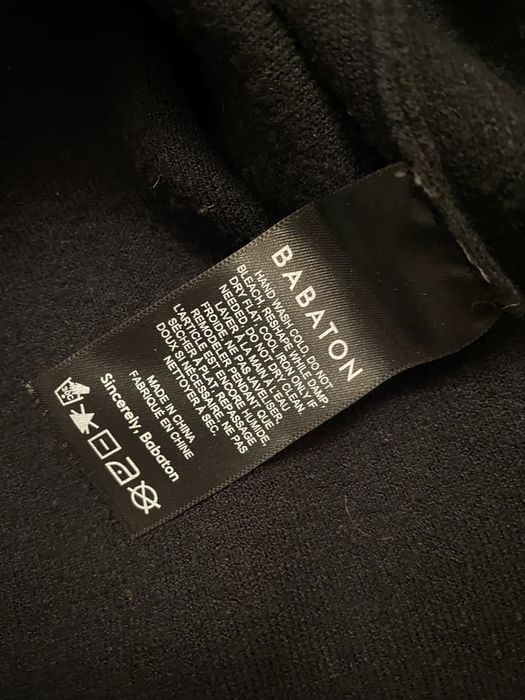 BABATON
HAND WASH COLD, DO NOT
BLEACH, RESHAPE WHILE DAMP,
DRY FLAT, COOL IRON ONLY IF
NEEDED, DO NOT DRY CLEAN.
LAVER À LA MAIN À L'EAU
FROIDE, NE PAS JAVELISER,
REMODELER PENDANT QUE
L'ARTICLE EST ENCORE HUMIDE,
SÉCHER À PLAT, REPASSAGE
DOUX SI NÉCESSAIRE, NE PAS
NETTOYER À SEC.
MADE IN CHINA
FABRIQUÉ EN CHINE
Sincerely, Babaton